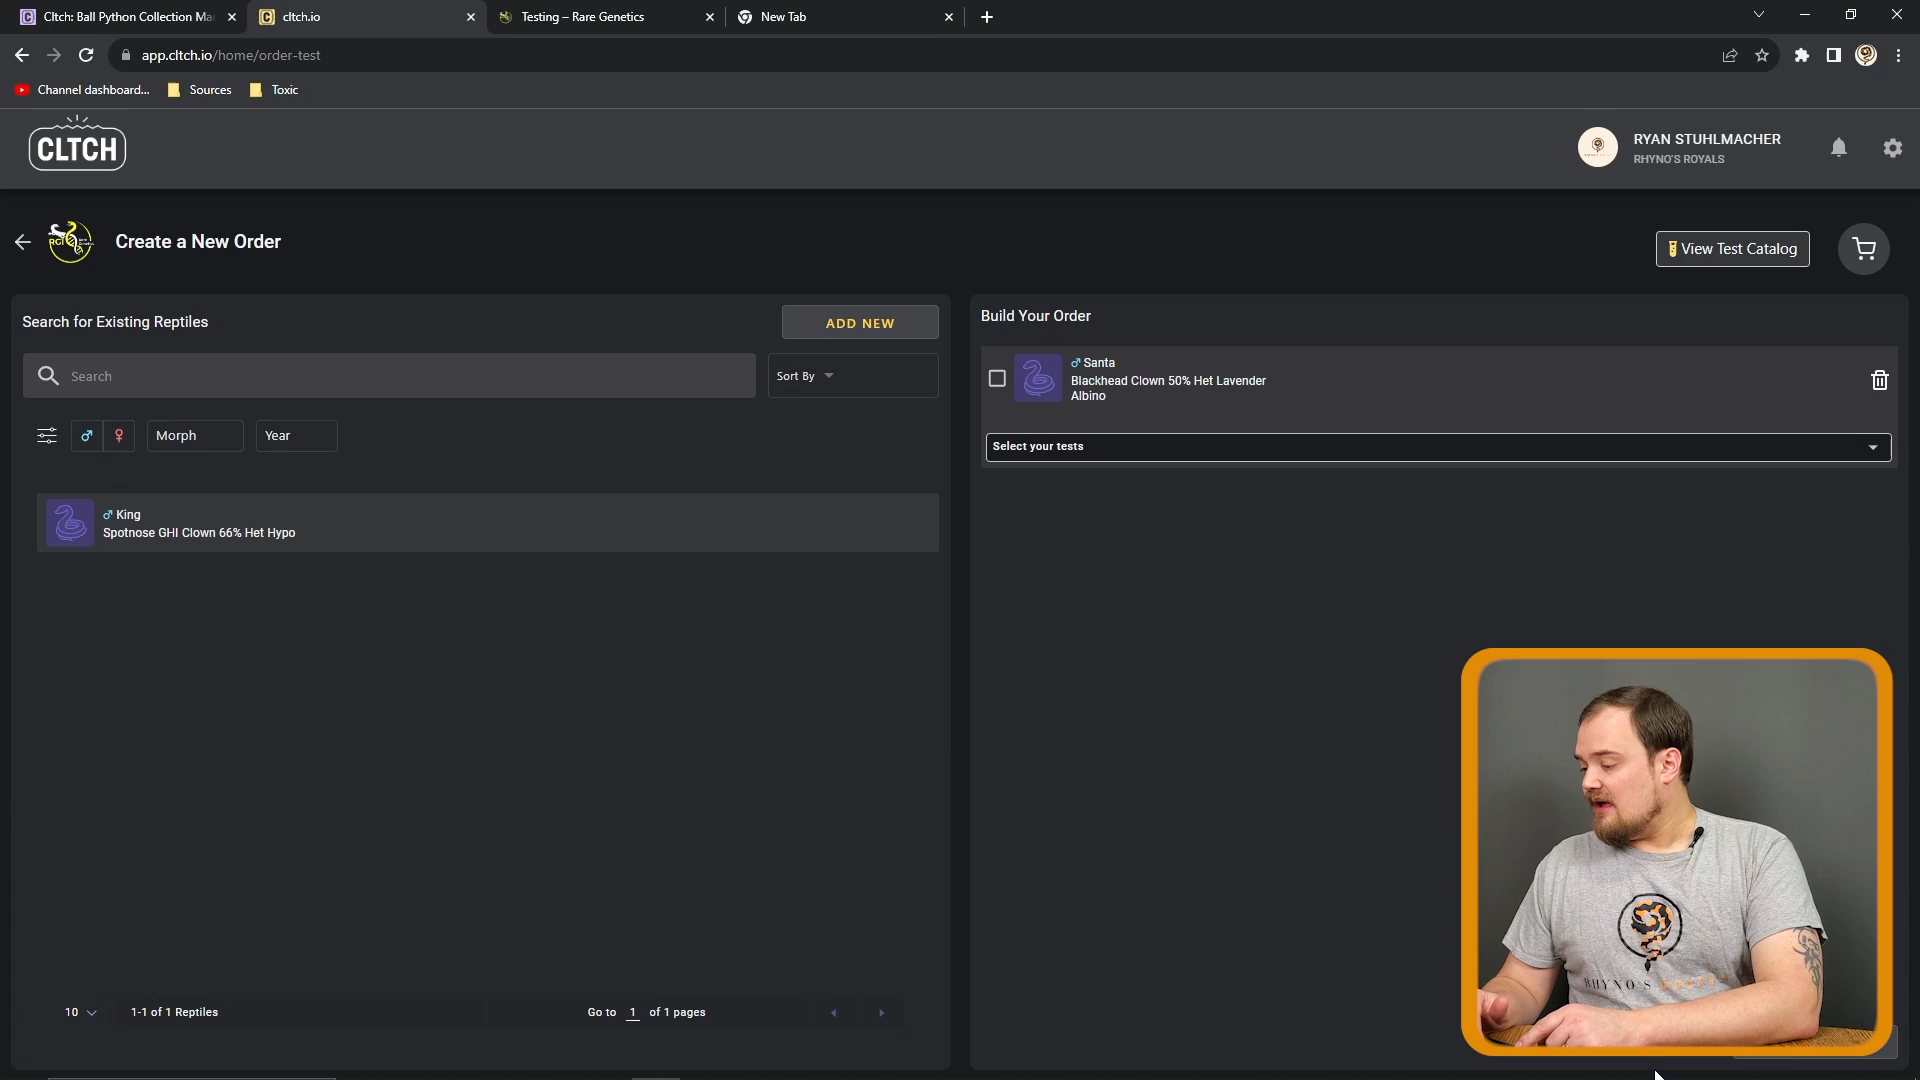 Cltch: Ball Python Collection Ma
cltch.io
Testing – Rare Genetics
New Tab
app.cltch.io/home/order-test
Channel dashboard...
Sources
Toxic
CLTCH
RYAN STUHLMACHER
RHYNO'S ROYALS
RGI
Create a New Order
View Test Catalog
Search for Existing Reptiles
ADD NEW
Search
Sort By
Morph
Year
♂ King
Spotnose GHI Clown 66% Het Hypo
10
1-1 of 1 Reptiles
Go to 1 of 1 pages
Build Your Order
♂ Santa
Blackhead Clown 50% Het Lavender
Albino
Select your tests
RHYNO'S